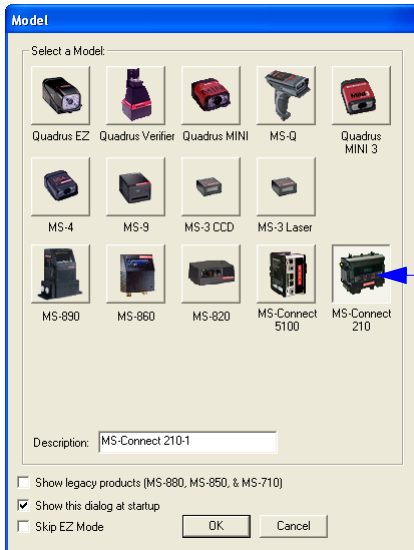 Model
Select a Model:
Quadrus EZ Quadrus Verifier Quadrus MINI MS-Q Quadrus MINI 3
MS-4 MS-9 MS-3 CCD MS-3 Laser
MS-890 MS-860 MS-820 MS-Connect 5100 MS-Connect 210
Description: MS-Connect 210-1
Show legacy products (MS-880, MS-850, & MS-710)
Show this dialog at startup
Skip EZ Mode OK Cancel